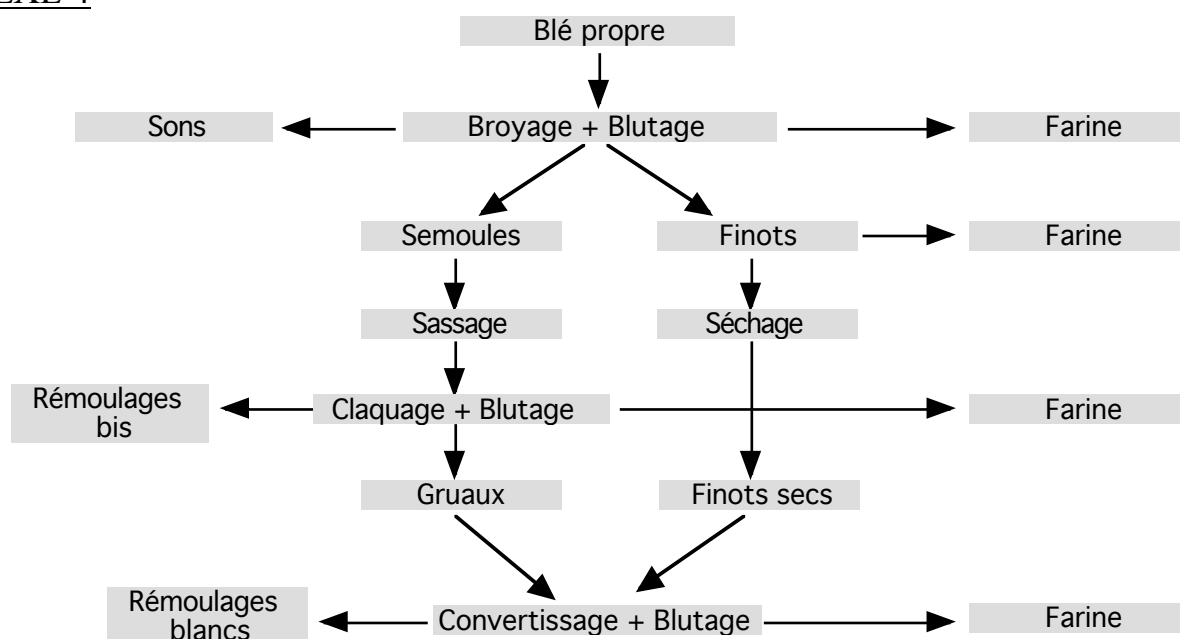 Blé propre
Sons
Broyage + Blutage
Farine
Semoules
Finots
Farine
Sassage
Séchage
Rémoulages
bis
Claquage + Blutage
Farine
Gruaux
Finots secs
Rémoulages
blancs
Convertissage + Blutage
Farine